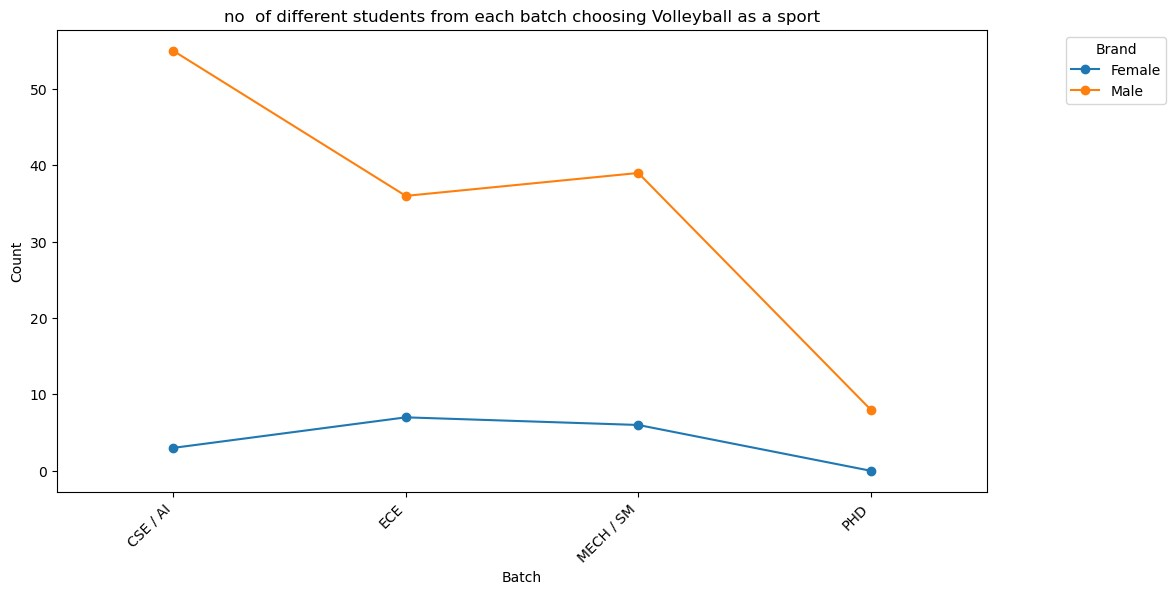 no  of different students from each batch choosing Volleyball as a sport
Brand
Female
Male
Count
50
40
30
20
10
0
CSE / AI
ECE
MECH / SM
PHD
Batch